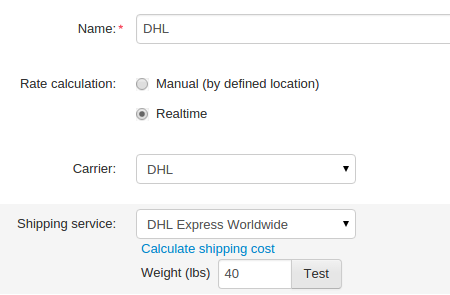 Name:* DHL
Rate calculation: Manual (by defined location)
Realtime
Carrier: DHL
Shipping service: DHL Express Worldwide
Calculate shipping cost
Weight (lbs) 40 Test